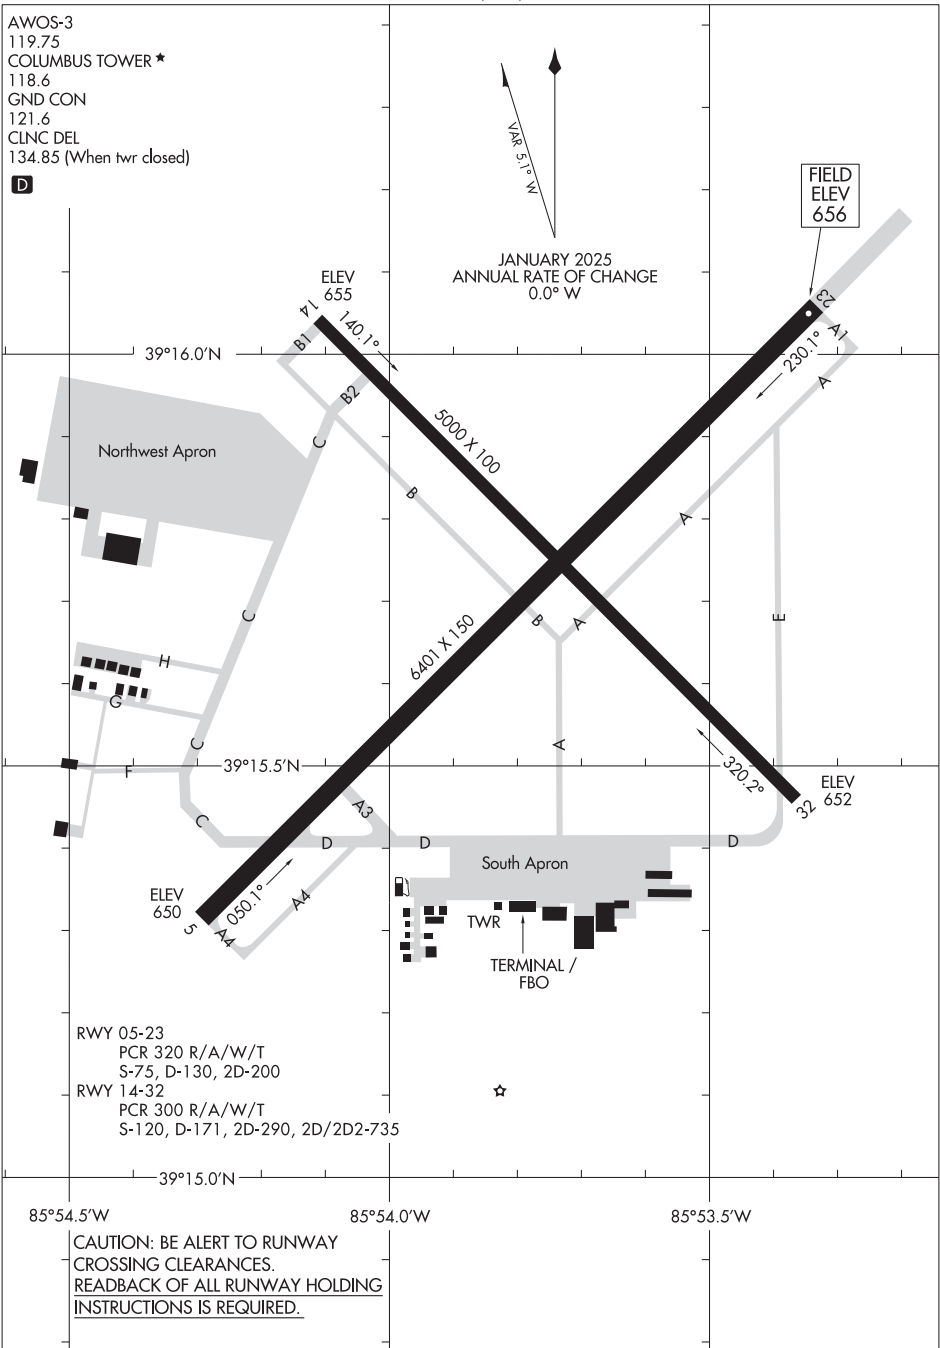 AWOS-3
119.75
COLUMBUS TOWER ★
118.6
GND CON
121.6
CLNC DEL
134.85 (When twr closed)
D
VAR 5.1° W
JANUARY 2025
ANNUAL RATE OF CHANGE
0.0° W
FIELD
ELEV
656
ELEV
655
14
140.1°
23
A1
230.1°
A
B1
B2
39°16.0'N
C
5000 X 100
Northwest Apron
B
A
C
B
A
E
6401 X 150
H
G
C
A
F
39°15.5'N
320.2°
ELEV
652
32
A3
C
D
D
D
South Apron
ELEV
650
050.1°
A4
5
A4
TWR
TERMINAL /
FBO
RWY 05-23
PCR 320 R/A/W/T
S-75, D-130, 2D-200
RWY 14-32
PCR 300 R/A/W/T
S-120, D-171, 2D-290, 2D/2D2-735
39°15.0'N
85°54.5'W
85°54.0'W
85°53.5'W
CAUTION: BE ALERT TO RUNWAY
CROSSING CLEARANCES.
READBACK OF ALL RUNWAY HOLDING
INSTRUCTIONS IS REQUIRED.